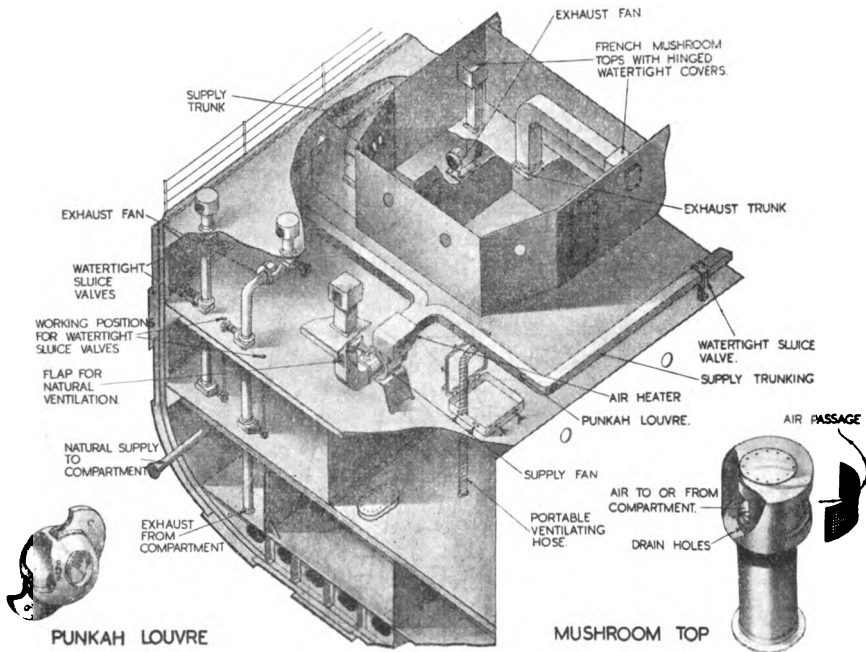 EXHAUST FAN
FRENCH MUSHROOM
TOPS WITH HINGED
WATERTIGHT COVERS.
SUPPLY
TRUNK
EXHAUST FAN
EXHAUST TRUNK
WATERTIGHT
SLUICE
VALVES
WORKING POSITIONS
FOR WATERTIGHT
SLUICE VALVES
FLAP FOR
NATURAL
VENTILATION.
WATERTIGHT SLUICE
VALVE.
SUPPLY TRUNKING
AIR HEATER
PUNKAH LOUVRE.
AIR PASSAGE
NATURAL SUPPLY
TO
COMPARTMENT
SUPPLY FAN
AIR TO OR FROM
COMPARTMENT.
EXHAUST
FROM
COMPARTMENT
PORTABLE
VENTILATING
HOSE.
DRAIN HOLES
PUNKAH LOUVRE
MUSHROOM TOP